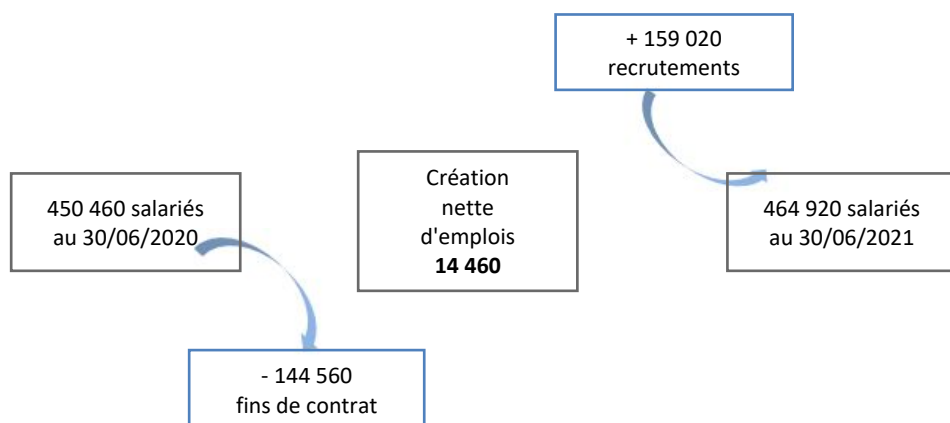 + 159 020
recrutements
Création
nette
d'emplois
14 460
450 460 salariés
au 30/06/2020
464 920 salariés
au 30/06/2021
- 144 560
fins de contrat